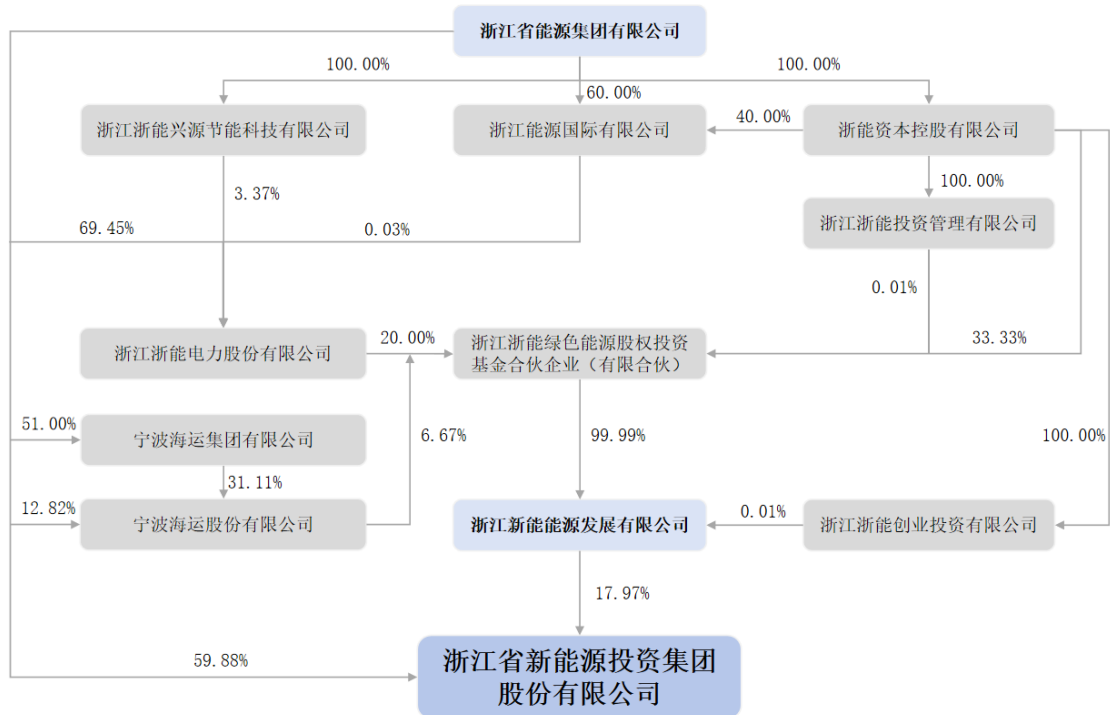 浙江省能源集团有限公司
100.00%
100.00%
60.00%
浙江浙能兴源节能科技有限公司
浙江能源国际有限公司
40.00%
浙能资本控股有限公司
3.37%
100.00%
69.45%
0.03%
浙江浙能投资管理有限公司
0.01%
浙江浙能电力股份有限公司
20.00%
浙江浙能绿色能源股权投资
基金合伙企业（有限合伙）
33.33%
51.00%
宁波海运集团有限公司
6.67%
99.99%
100.00%
31.11%
12.82%
宁波海运股份有限公司
浙江新能能源发展有限公司
0.01%
浙江浙能创业投资有限公司
17.97%
59.88%
浙江省新能源投资集团
股份有限公司